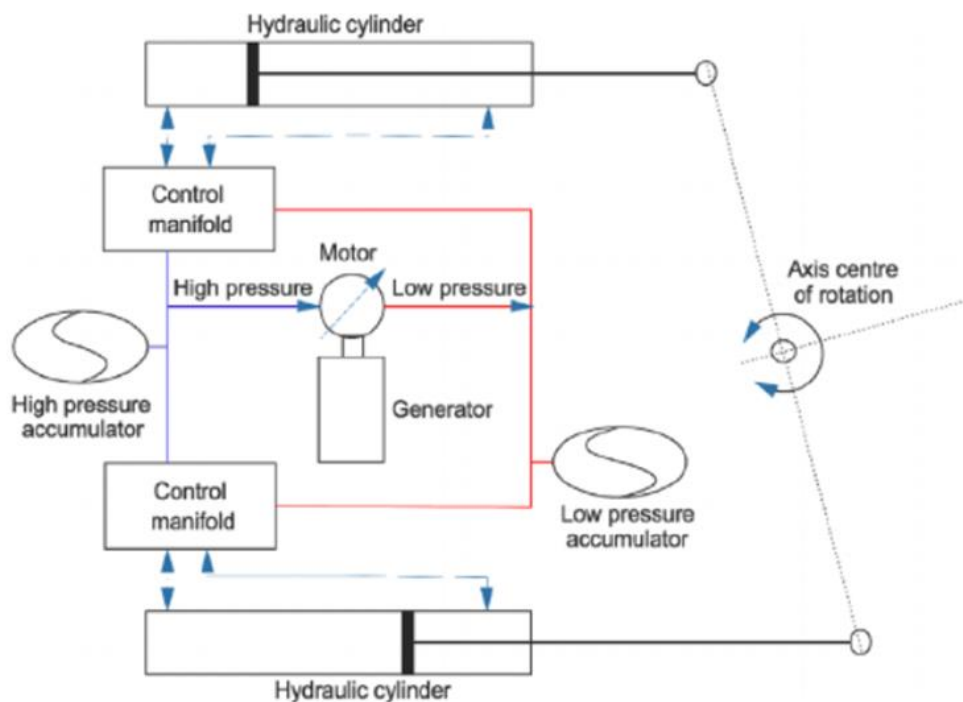 Hydraulic cylinder
Control
manifold
Motor
High pressure
Low pressure
Axis centre
of rotation
High pressure
accumulator
Generator
Control
manifold
Low pressure
accumulator
Hydraulic cylinder